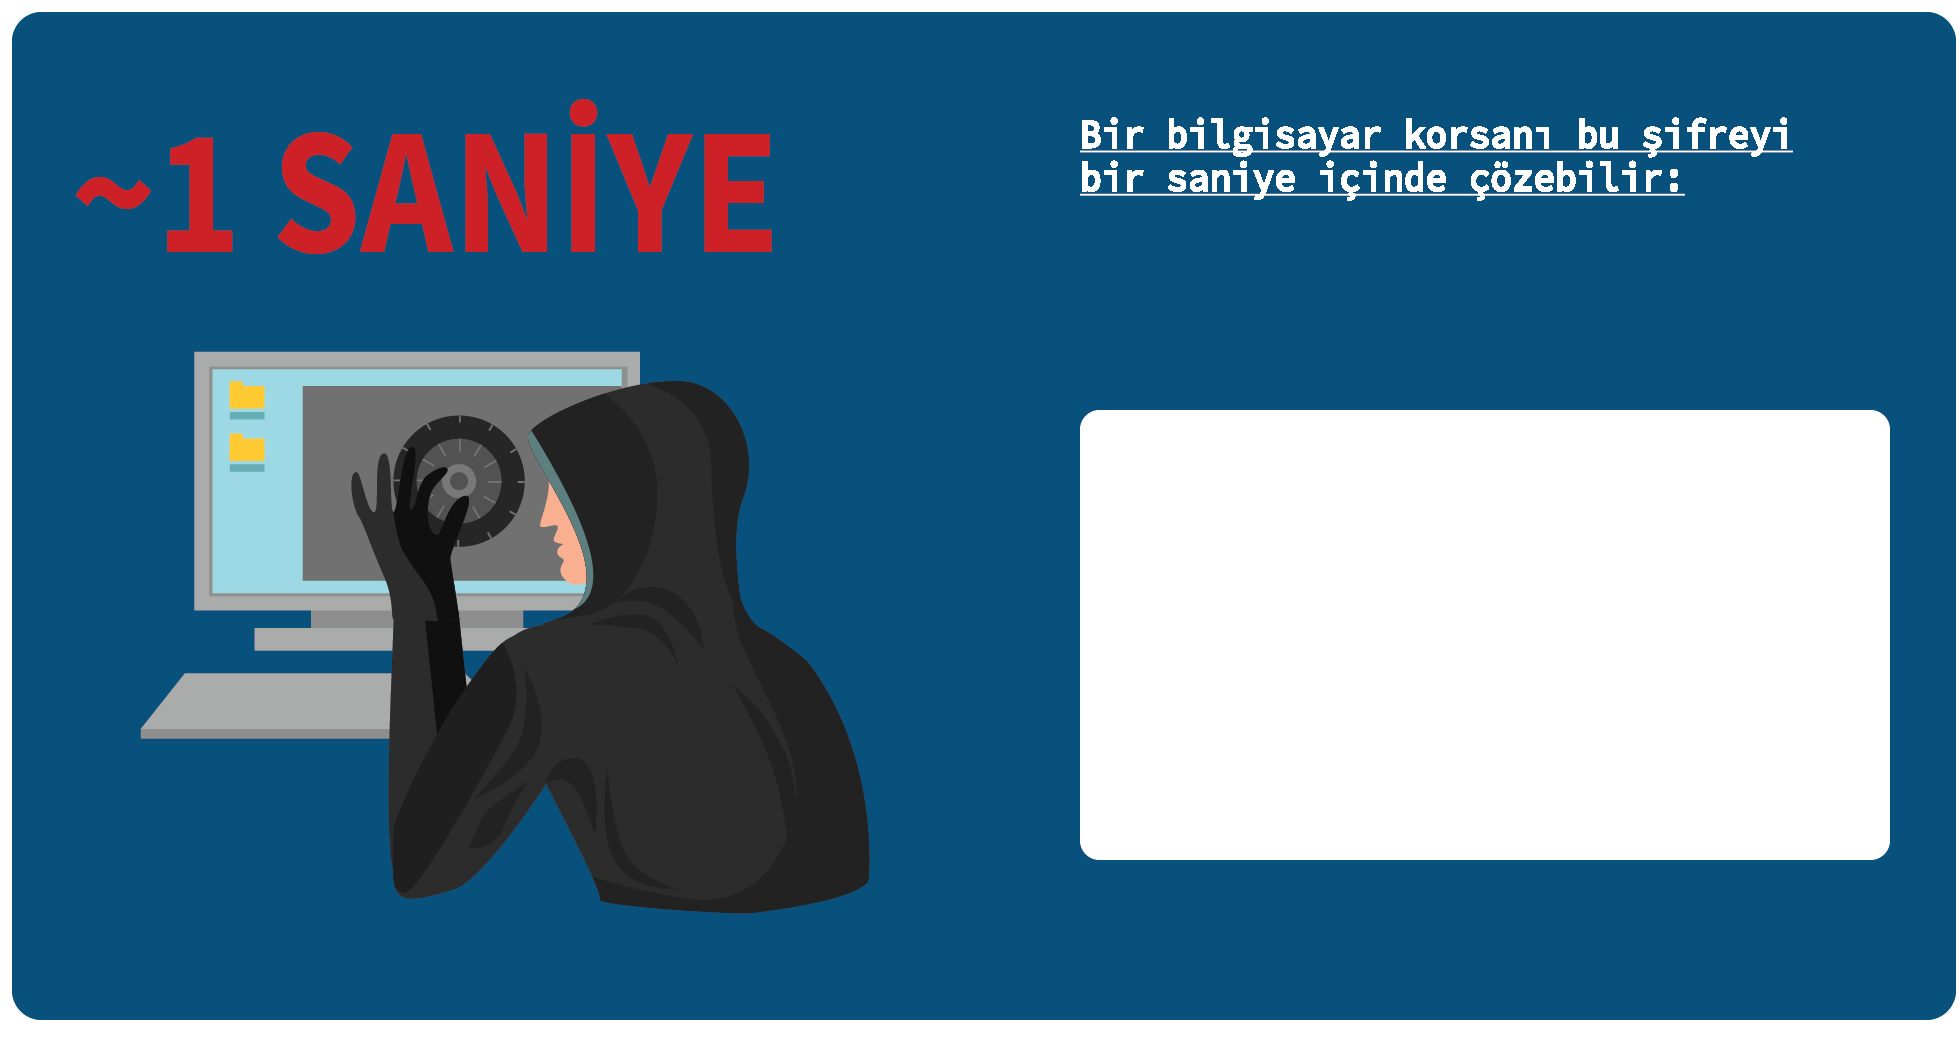 ~1 SANİYE
Bir bilgisayar korsanı bu şifreyi
bir saniye içinde çözebilir: